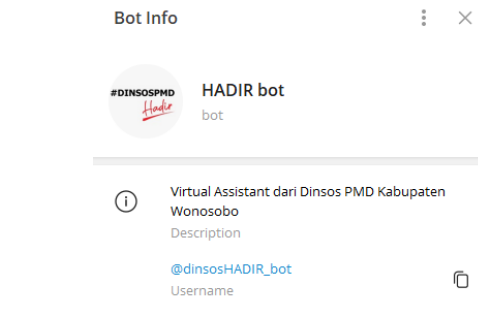 Bot Info
#DINSOSPMD
Hadir
HADIR bot
bot
Virtual Assistant dari Dinsos PMD Kabupaten
Wonosobo
Description
@dinsosHADIR_bot
Username